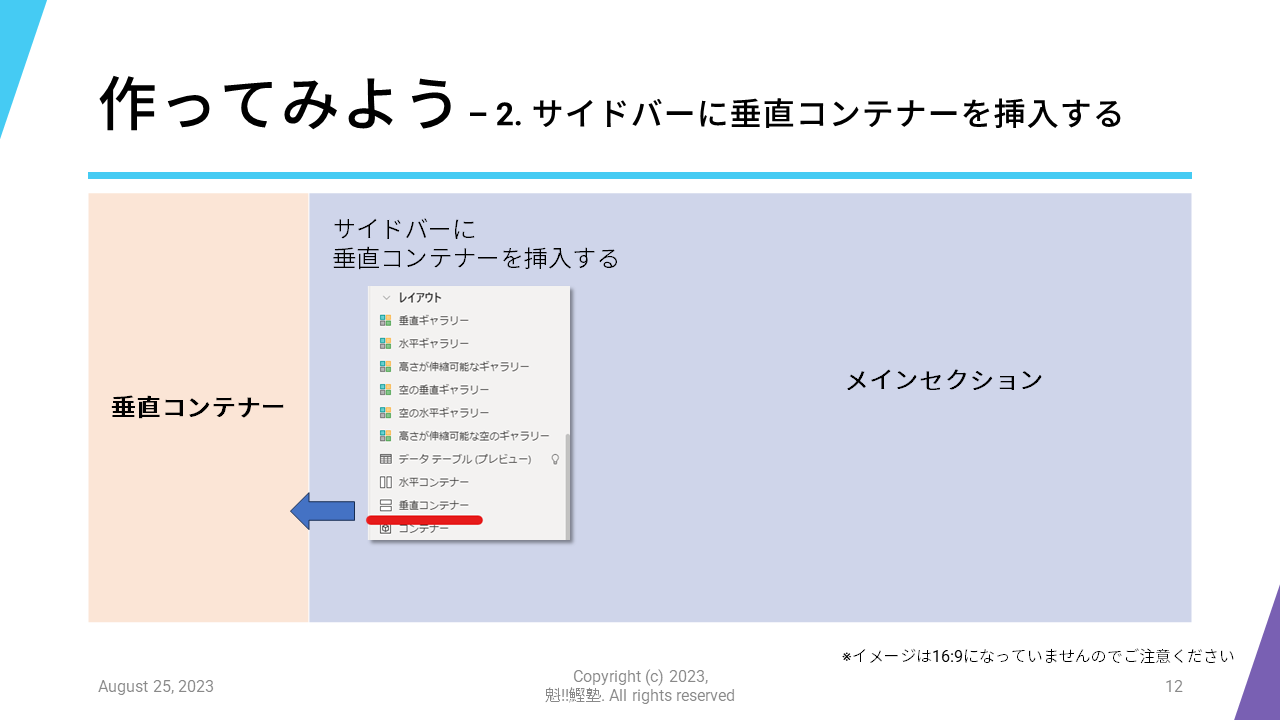 作ってみよう – 2. サイドバーに垂直コンテナーを挿入する
サイドバーに
垂直コンテナーを挿入する
レイアウト
垂直ギャラリー
水平ギャラリー
高さが伸縮可能なギャラリー
空の垂直ギャラリー
空の水平ギャラリー
高さが伸縮可能な空のギャラリー
データ テーブル (プレビュー)
水平コンテナー
垂直コンテナー
コンテナー
垂直コンテナー
メインセクション
※イメージは16:9になっていませんのでご注意ください
August 25, 2023
Copyright (c) 2023,
魁!!鰹塾. All rights reserved
12